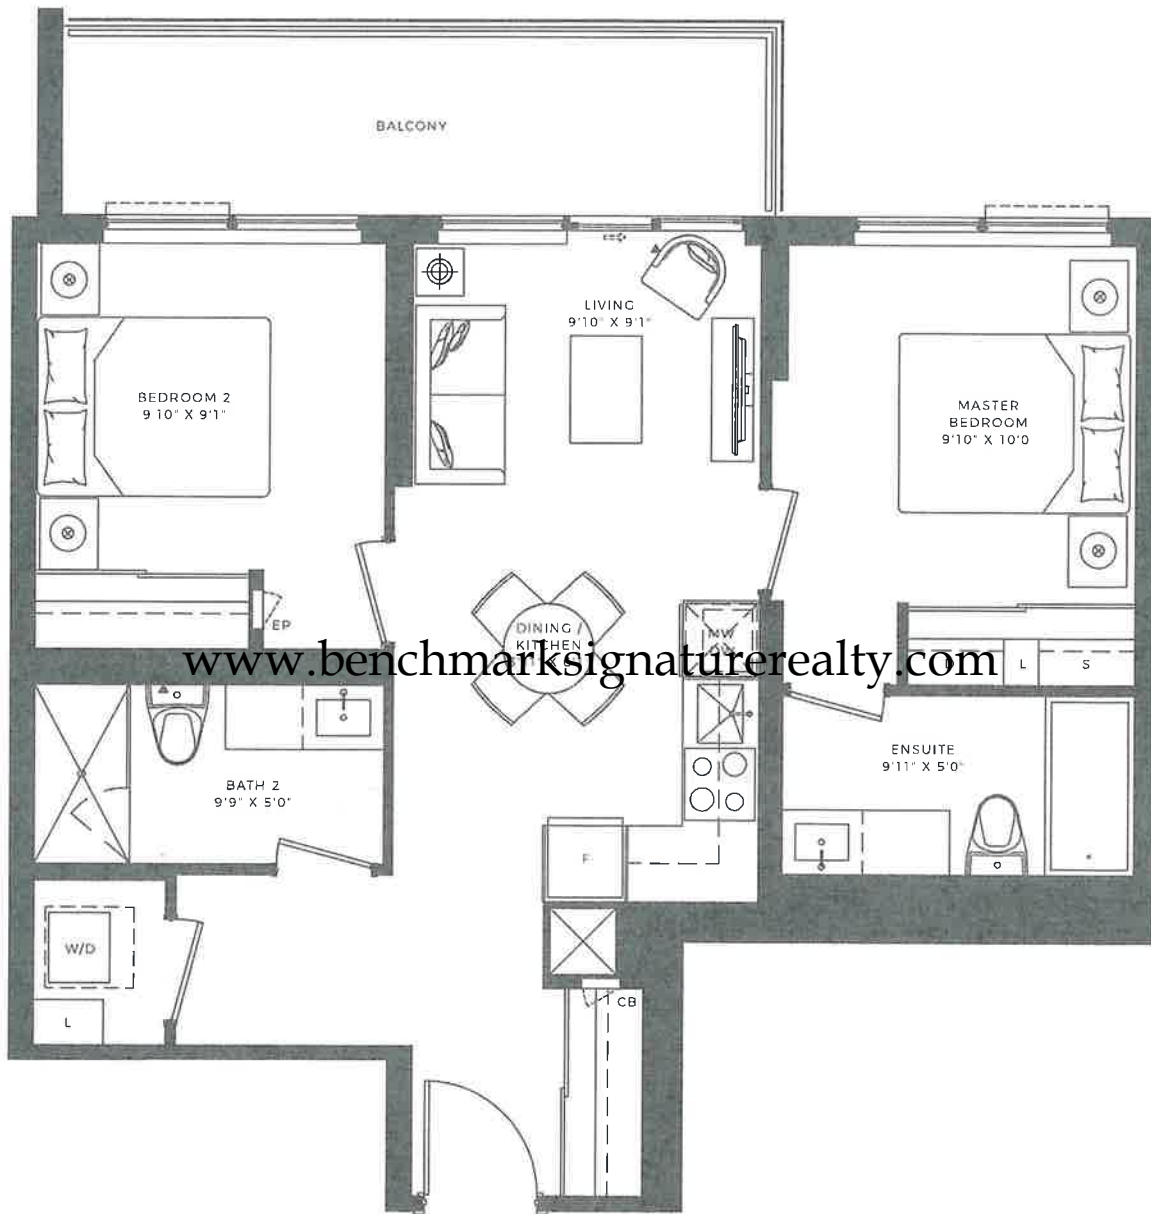 BALCONY
LIVING
9'10" X 9'1"
BEDROOM 2
9 10" X 9'1"
MASTER
BEDROOM
9'10" X 10'0
EP
DINING /
KITCHEN
MW
www.benchmarksignaturerealty.com
L
S
ENSUITE
9'11" X 5'0"
BATH 2
9'9" X 5'0"
F
W/D
L
CB